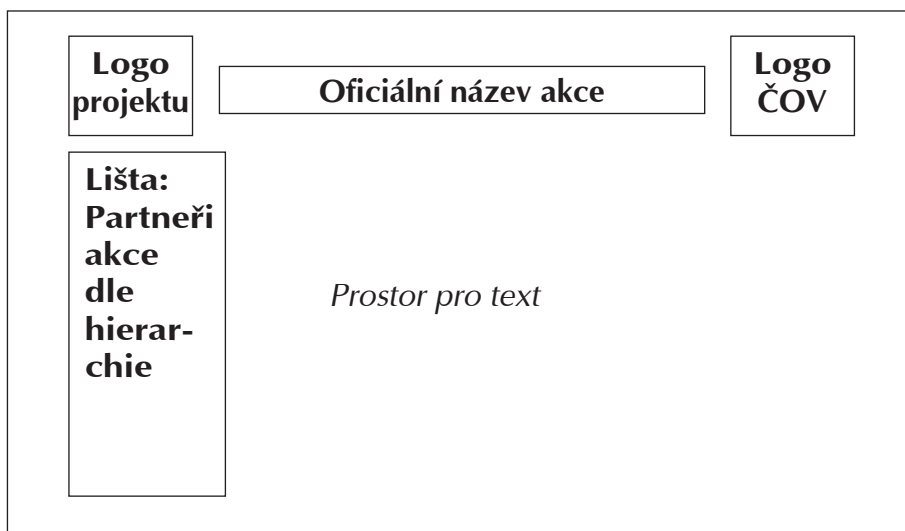 Logo
projektu
Oficiální název akce
Logo
ČOV
Lišta:
Partneři
akce
dle
hierar-
chie
Prostor pro text